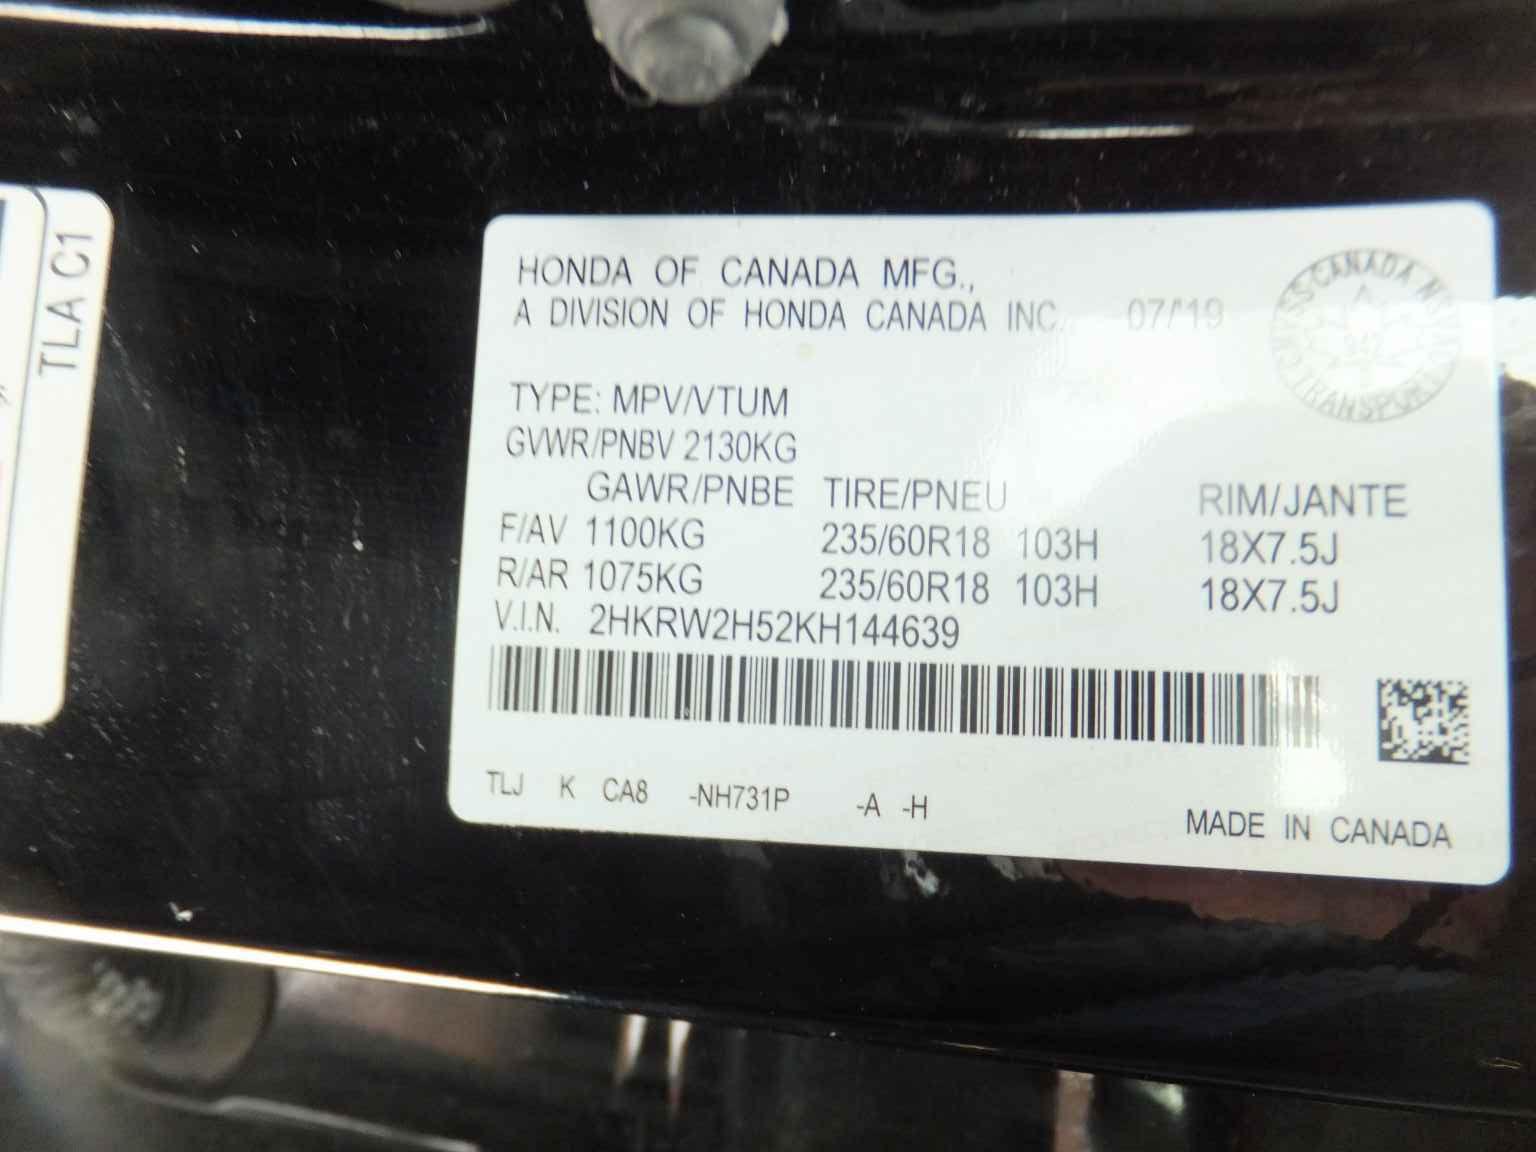 TLA C1
HONDA OF CANADA MFG.,
A DIVISION OF HONDA CANADA INC. 07/19
TYPE: MPV/VTUM
GVWR/PNBV 2130KG
GAWR/PNBE TIRE/PNEU RIM/JANTE
F/AV 1100KG 235/60R18 103H 18X7.5J
R/AR 1075KG 235/60R18 103H 18X7.5J
V.I.N. 2HKRW2H52KH144639
TLJ K CA8 -NH731P -A -H
MADE IN CANADA
CANADA
TRANSPORT